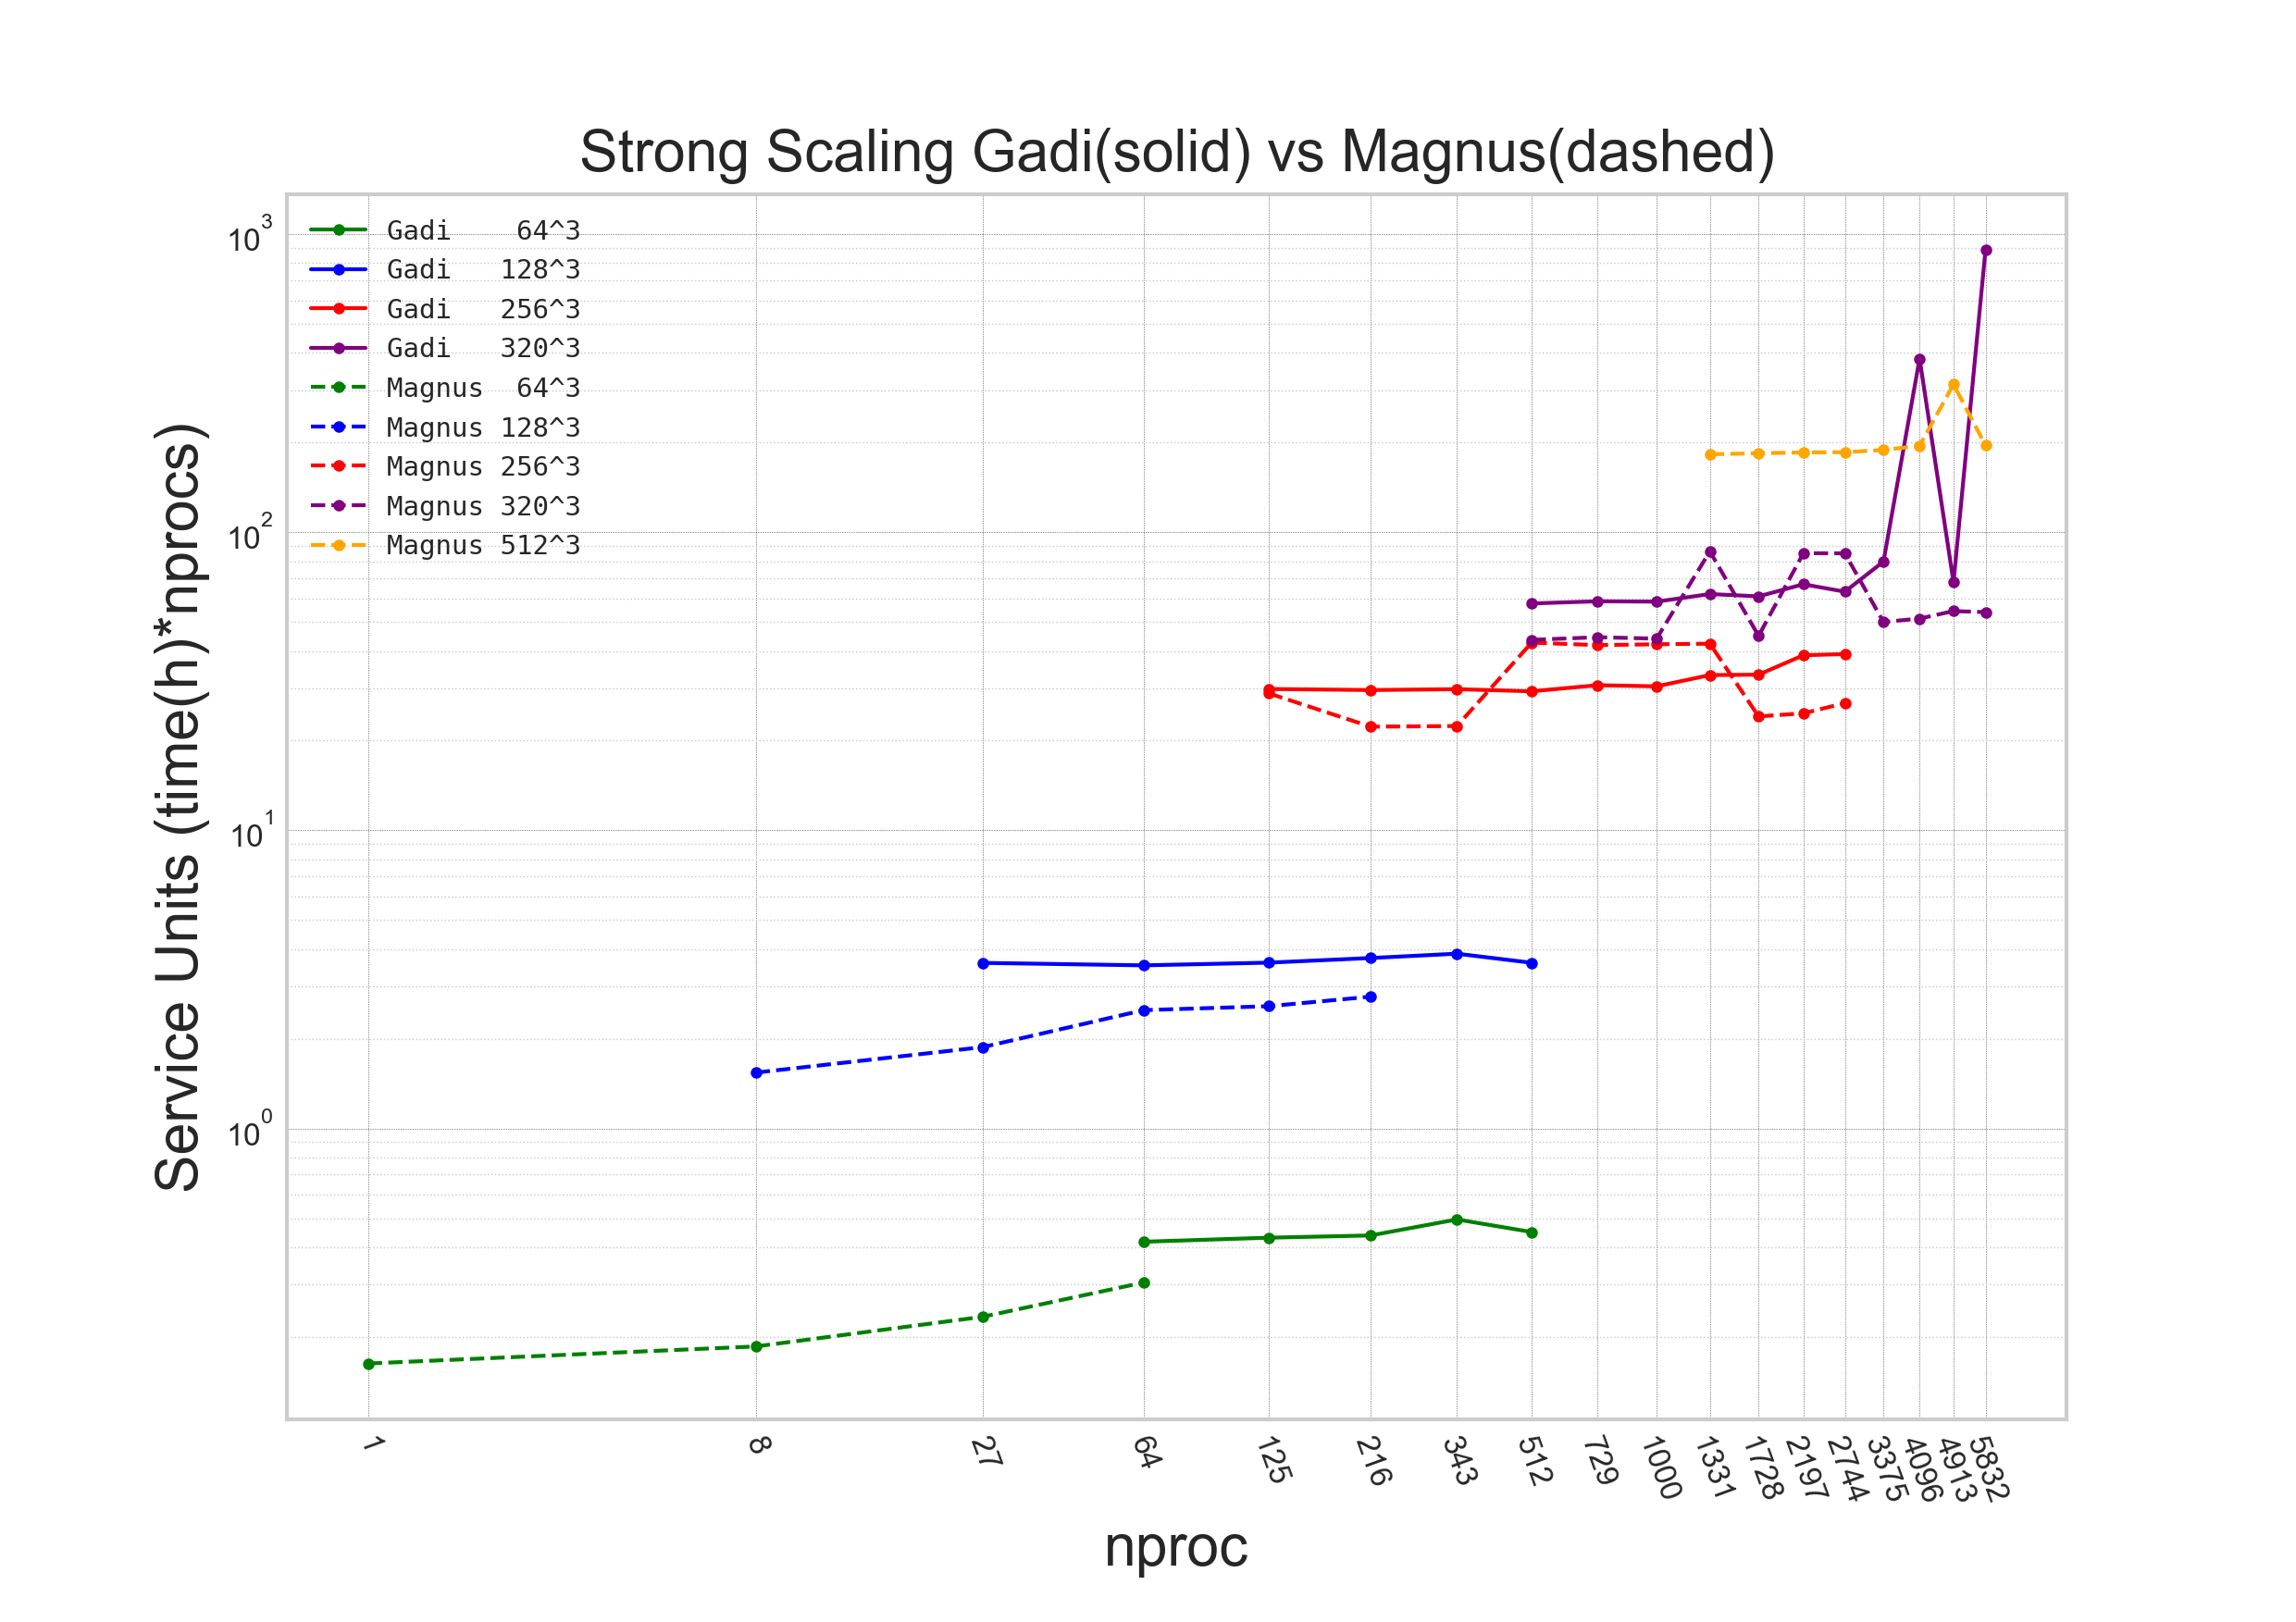 Strong Scaling Gadi(solid) vs Magnus(dashed)
Gadi    64^3
Gadi   128^3
Gadi   256^3
Gadi   320^3
Magnus  64^3
Magnus 128^3
Magnus 256^3
Magnus 320^3
Magnus 512^3
Service Units (time(h)*nprocs)
10^3
10^2
10^1
10^0
1 8 27 64 125 216 343 512 729 1000 1331 1728 2197 2744 3375 4096 4913 5832
nproc